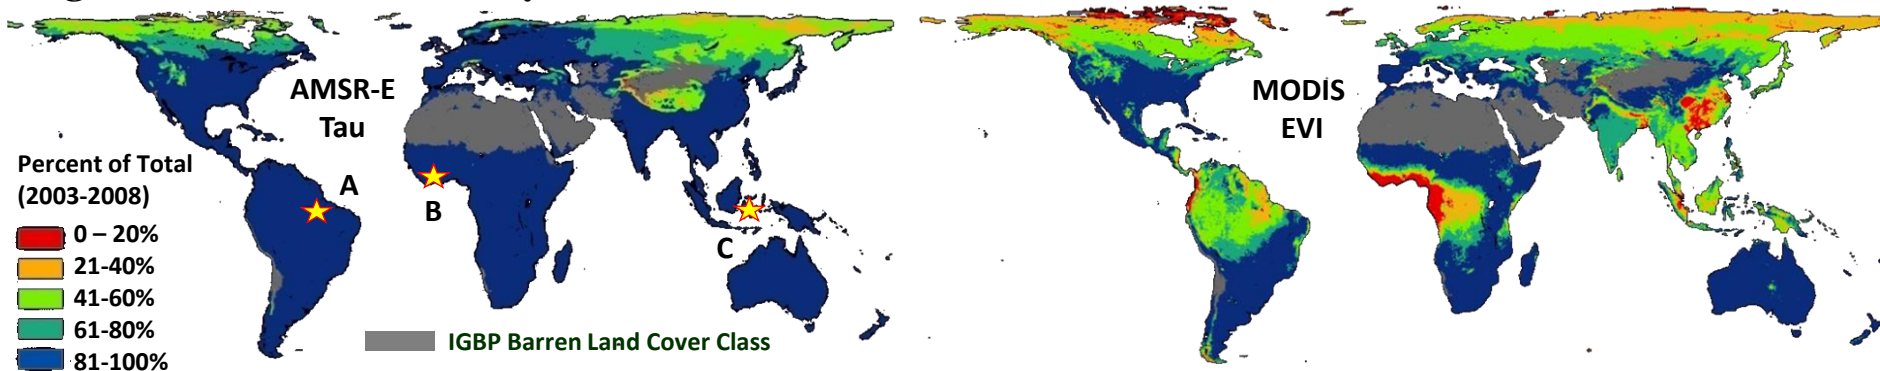 AMSR-E
Tau
A
B
C
Percent of Total
(2003-2008)
0 – 20%
21-40%
41-60%
61-80%
81-100%
IGBP Barren Land Cover Class
MODIS
EVI